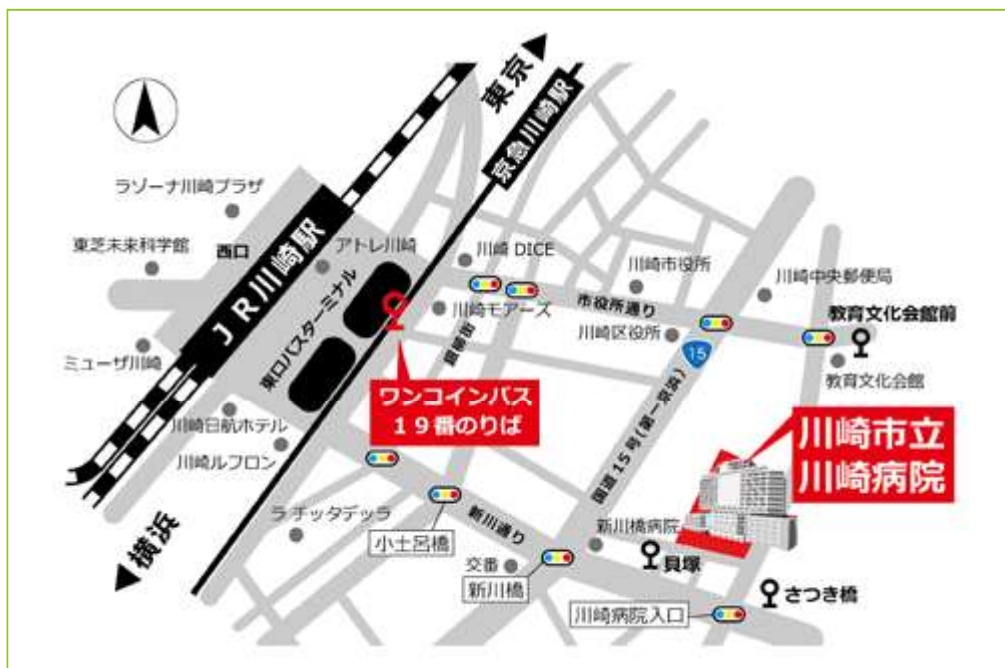 東京
京急川崎駅
ラゾーナ川崎プラザ
東芝未来科学館
西口
アトレ川崎
川崎 DICE
川崎市役所
川崎中央郵便局
JR川崎駅
東口バスターミナル
川崎モアーズ
市役所通り
川崎区役所
教育文化会館前
ミューザ川崎
銀柳街
15
教育文化会館
ワンコインバス
19番のりば
川崎日航ホテル
川崎ルフロン
国道15号(第一京浜)
川崎市立
川崎病院
ラ チッタデッラ
小土呂橋
新川通り
新川橋病院
貝塚
横浜
交番
新川橋
さつき橋
川崎病院入口